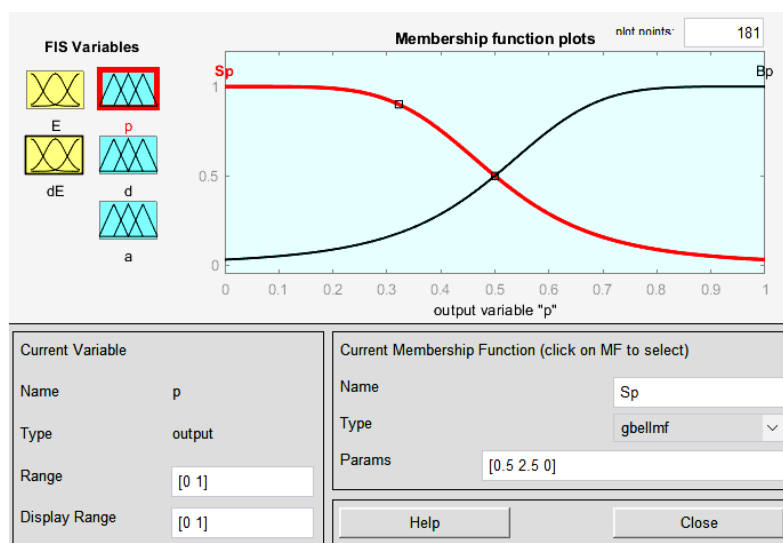 FIS Variables
E
p
dE
d
a
Membership function plots
plot points:
181
Sp
Bp
1
0.5
0
0
0.1
0.2
0.3
0.4
0.5
0.6
0.7
0.8
0.9
1
output variable "p"
Current Variable
Name
p
Type
output
Range
[0 1]
Display Range
[0 1]
Current Membership Function (click on MF to select)
Name
Sp
Type
gbellmf
Params
[0.5 2.5 0]
Help
Close